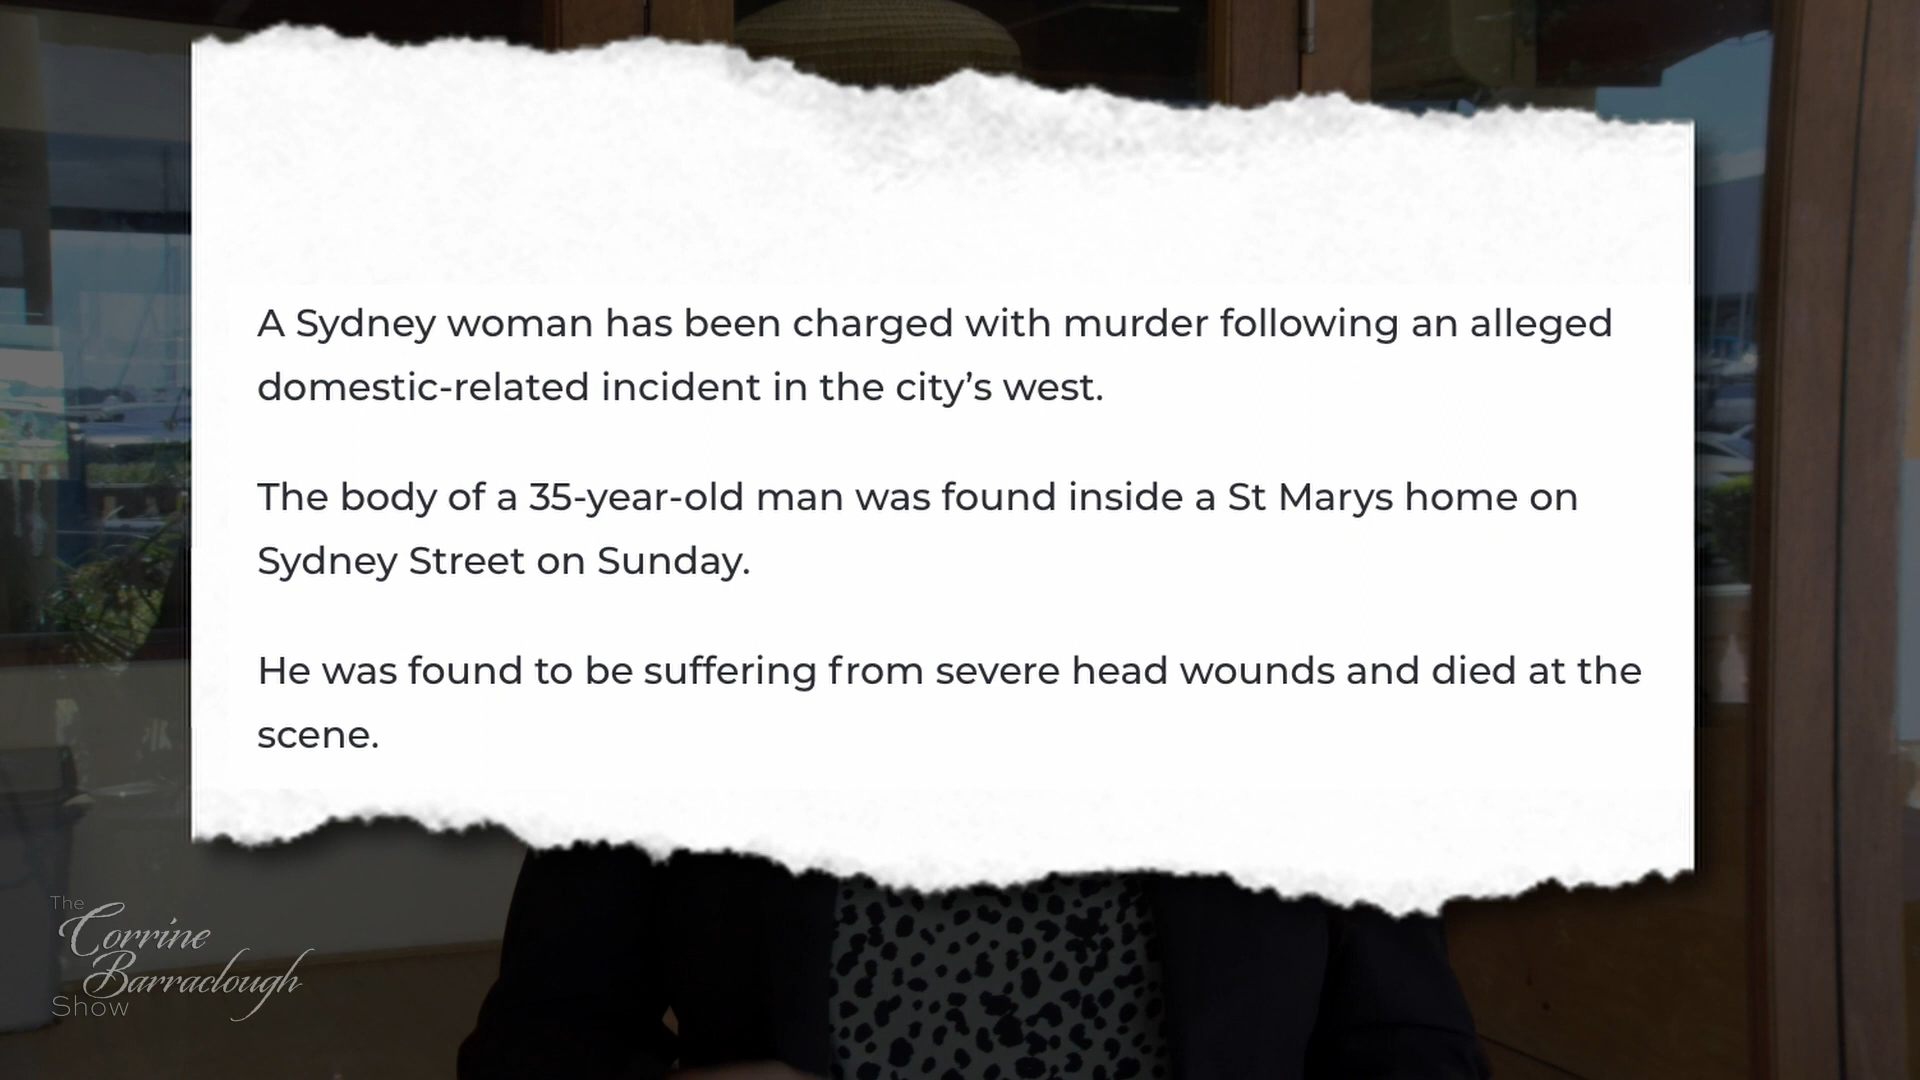 A Sydney woman has been charged with murder following an alleged
domestic-related incident in the city’s west.
The body of a 35-year-old man was found inside a St Marys home on
Sydney Street on Sunday.
He was found to be suffering from severe head wounds and died at the
scene.
The
Corrine
Barraclough
Show